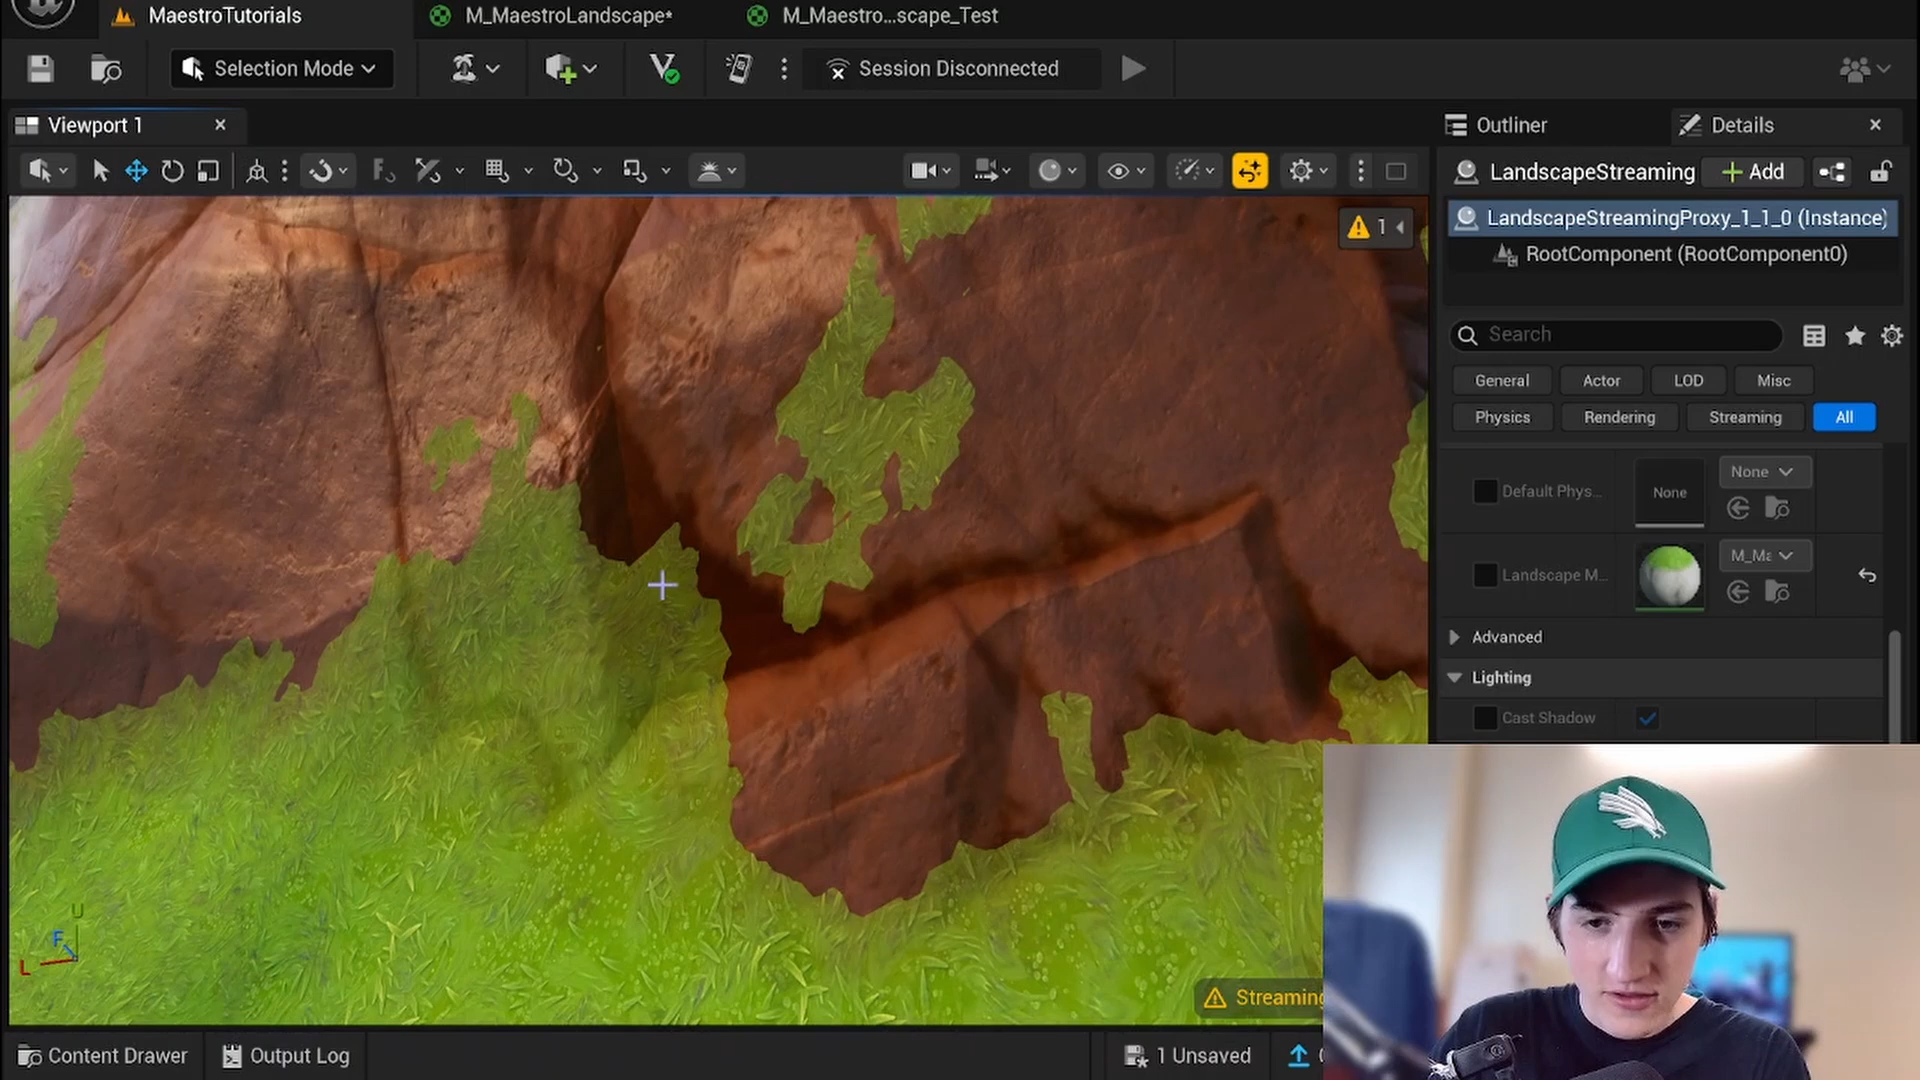 MaestroTutorials
M_MaestroLandscape*
M_Maestro...scape_Test
Selection Mode
Session Disconnected
Viewport 1
Outliner
Details
LandscapeStreaming
Add
1
LandscapeStreamingProxy_1_1_0 (Instance)
RootComponent (RootComponent0)
Search
General
Actor
LOD
Misc
Physics
Rendering
Streaming
All
Default Phys...
None
None
Landscape M...
M_Ma
Advanced
Lighting
Cast Shadow
U
F
L
Streaming
Content Drawer
Output Log
1 Unsaved